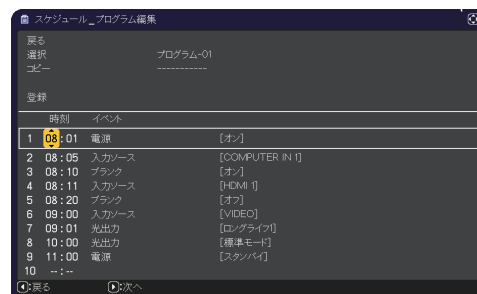 スケジュール_プログラム編集
戻る
選択 プログラム-01
コピー -----------
登録
時刻 イベント
1 08:01 電源 [オン]
2 08:05 入力ソース [COMPUTER IN 1]
3 08:10 ブランク [オン]
4 08:11 入力ソース [HDMI 1]
5 08:20 ブランク [オフ]
6 09:00 入力ソース [VIDEO]
7 09:01 光出力 [ロングライフ1]
8 10:00 光出力 [標準モード]
9 11:00 電源 [スタンバイ]
10 --:--
:戻る :次へ